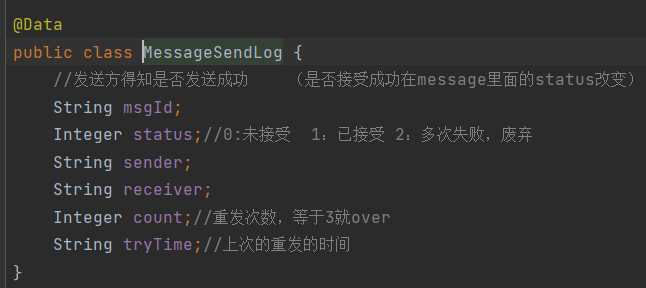 @Data
public class MessageSendLog {
//发送方得知是否发送成功    （是否接受成功在message里面的status改变）
String msgId;
Integer status;//0:未接受  1：已接受 2：多次失败，废弃
String sender;
String receiver;
Integer count;//重发次数，等于3就over
String tryTime;//上次的重发的时间
}